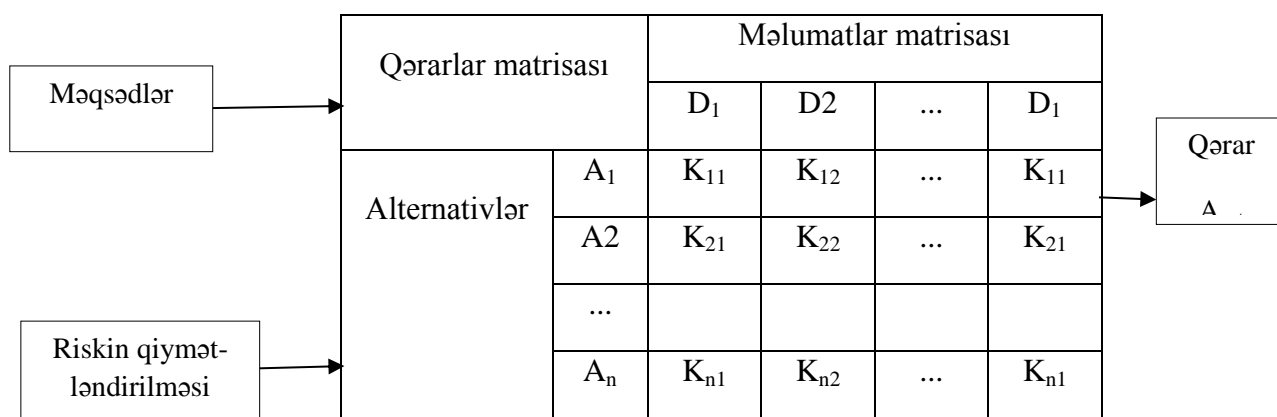 Məqsədlər
Qərarlar matrisası
Məlumatlar matrisası
D₁ D2 ... D₁
Alternativlər
A₁ K₁₁ K₁₂ ... K₁₁
A2 K₂₁ K₂₂ ... K₂₁
...
Aₙ Kₙ₁ Kₙ₂ ... Kₙ₁
Riskin qiymət-
ləndirilməsi
Qərar